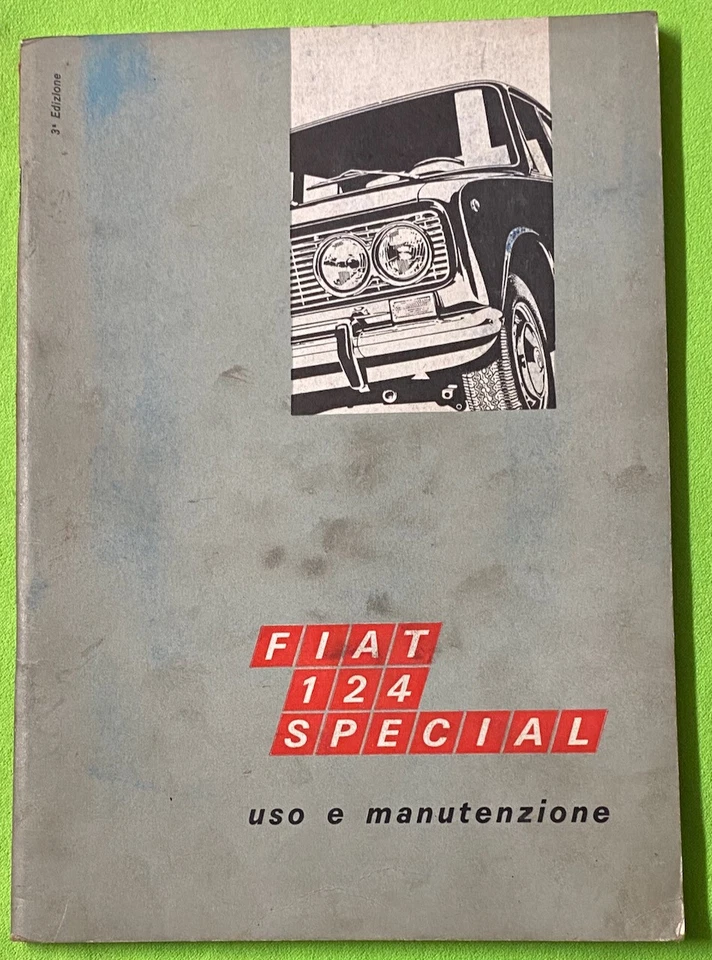 3ª Edizione
FIAT
124
SPECIAL
uso e manutenzione